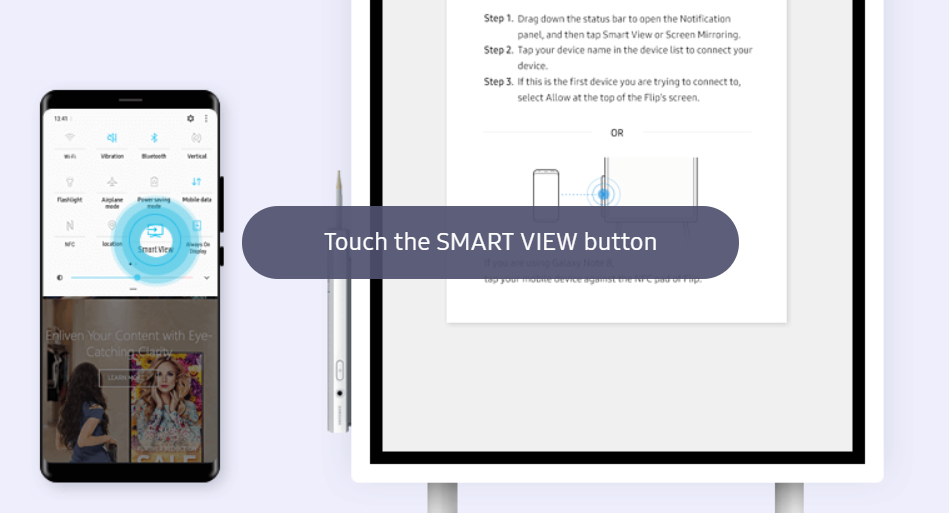 Step 1. Drag down the status bar to open the Notification
panel, and then tap Smart View or Screen Mirroring.
Step 2. Tap your device name in the device list to connect your
device.
Step 3. If this is the first device you are trying to connect to,
select Allow at the top of the Flip's screen.
OR
If you are using Galaxy Note 8,
tap your mobile device against the NFC pad of Flip.
Touch the SMART VIEW button
13:41
Wi-Fi Vibration Bluetooth Vertical
Flashlight Airplane mode Power saving mode Mobile data
NFC location Smart View Always On Display
Enliven Your Content with Eye-
Catching Clarity
LEARN MORE
SALE